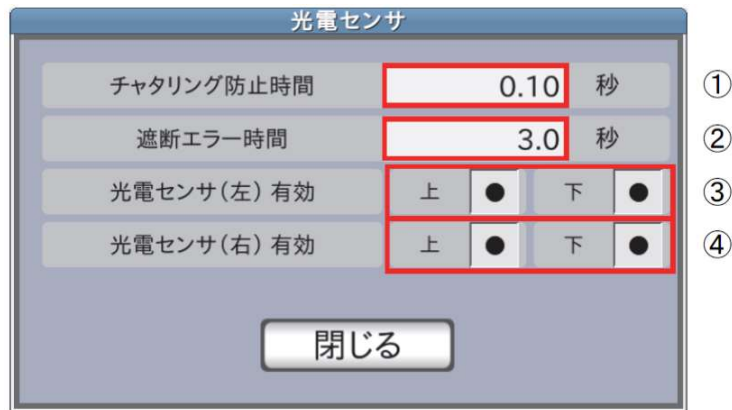 光電センサ
チャタリング防止時間 0.10 秒 ①
遮断エラー時間 3.0 秒 ②
光電センサ(左) 有効 上 ● 下 ● ③
光電センサ(右) 有効 上 ● 下 ● ④
閉じる